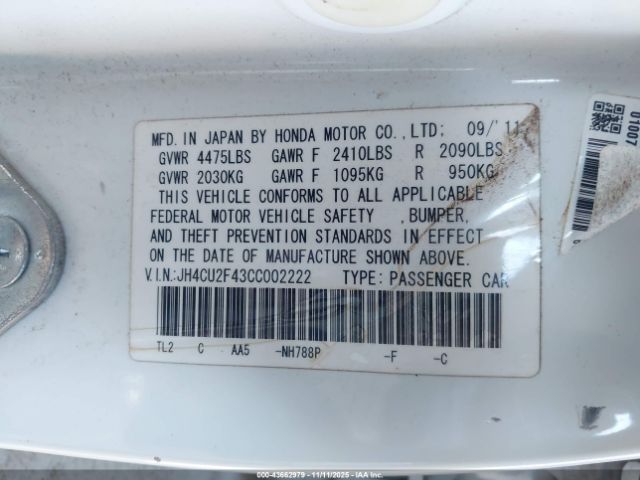 MFD. IN JAPAN BY HONDA MOTOR CO.,LTD; 09/'11
GVWR 4475LBS GAWR F 2410LBS R 2090LBS
GVWR 2030KG GAWR F 1095KG R 950KG
THIS VEHICLE CONFORMS TO ALL APPLICABLE
FEDERAL MOTOR VEHICLE SAFETY ,BUMPER,
AND THEFT PREVENTION STANDARDS IN EFFECT
ON THE DATE OF MANUFACTURE SHOWN ABOVE.
V.I.N.:JH4CU2F43CC002222 TYPE: PASSENGER CAR
TL2 C AA5 -NH788P -F -C
01007
000-43662979 - 11/11/2025 - IAA Copart